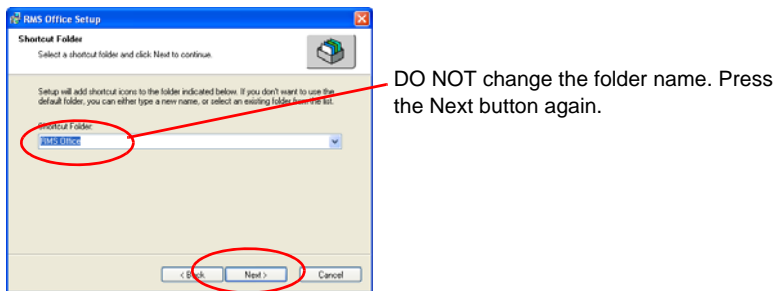 RMS Office Setup
Shortcut Folder
Select a shortcut folder and click Next to continue.
Setup will add shortcut icons to the folder indicated below. If you don't want to use the
default folder, you can either type a new name, or select an existing folder from the list.
Shortcut Folder:
RMS Office
< Back
Next >
Cancel
DO NOT change the folder name. Press
the Next button again.